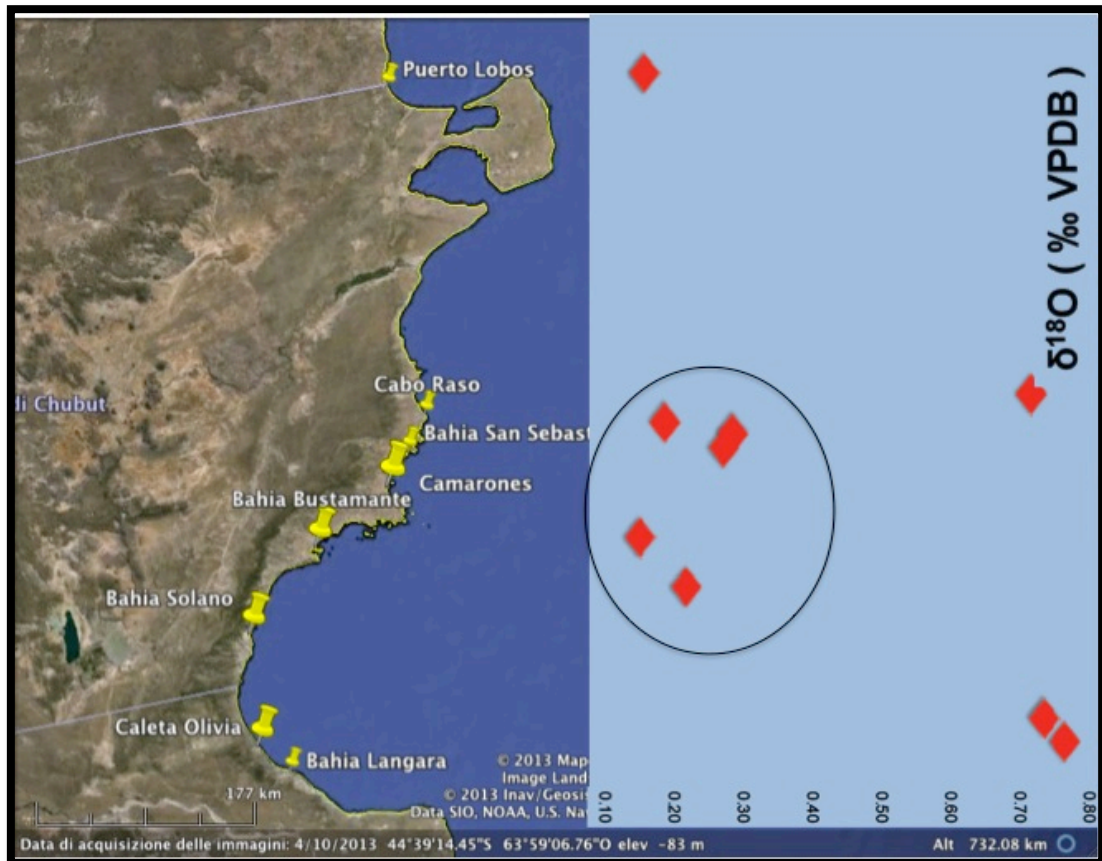 Puerto Lobos
δ¹⁸O ( ‰ VPDB )
Cabo Raso
di Chubut
Bahia San Sebast
Camarones
Bahia Bustamante
Bahia Solano
Caleta Olivia
Bahia Langara
© 2013 Map
Image Land
177 km
© 2013 Inav/Geosis
Data SIO, NOAA, U.S. Na
0.10 0.20 0.30 0.40 0.50 0.60 0.70 0.80
Data di acquisizione delle immagini: 4/10/2013 44°39'14.45"S 63°59'06.76"O elev -83 m Alt 732.08 km